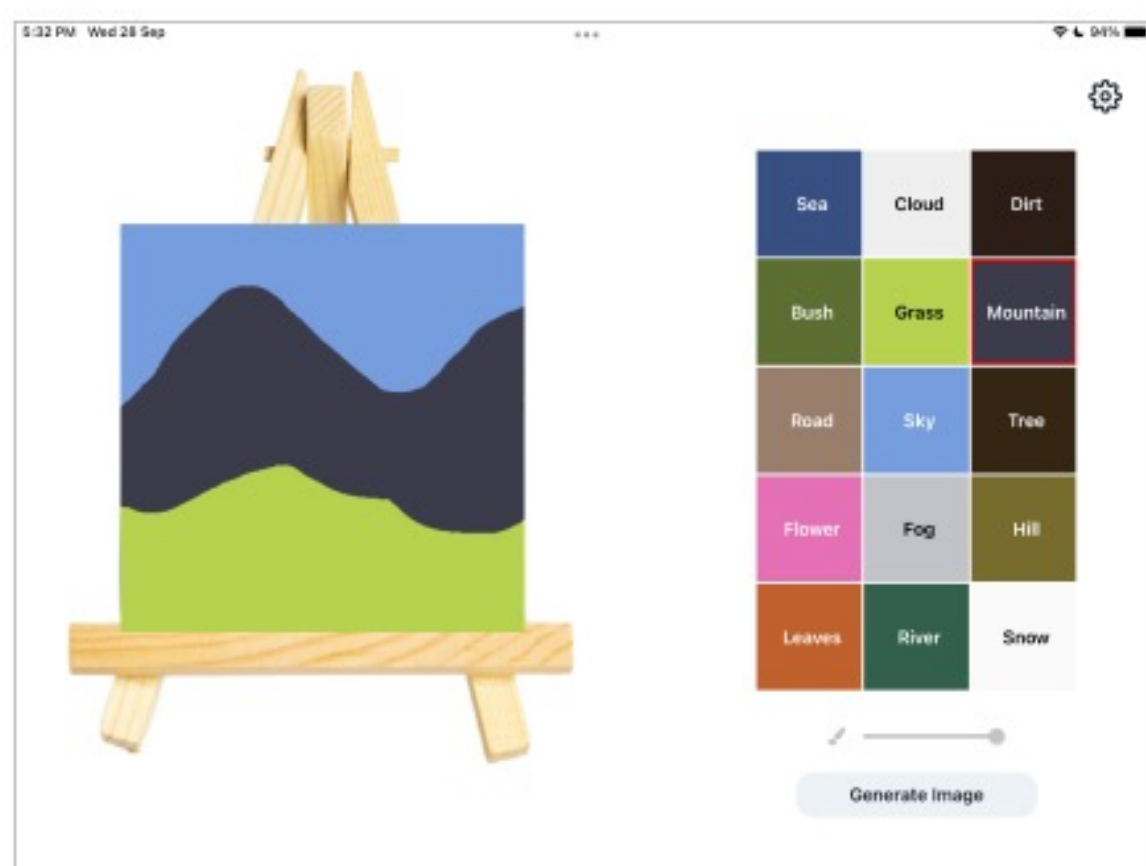 5:32 PM Wed 28 Sep
94%
Sea Cloud Dirt
Bush Grass Mountain
Road Sky Tree
Flower Fog Hill
Leaves River Snow
Generate Image